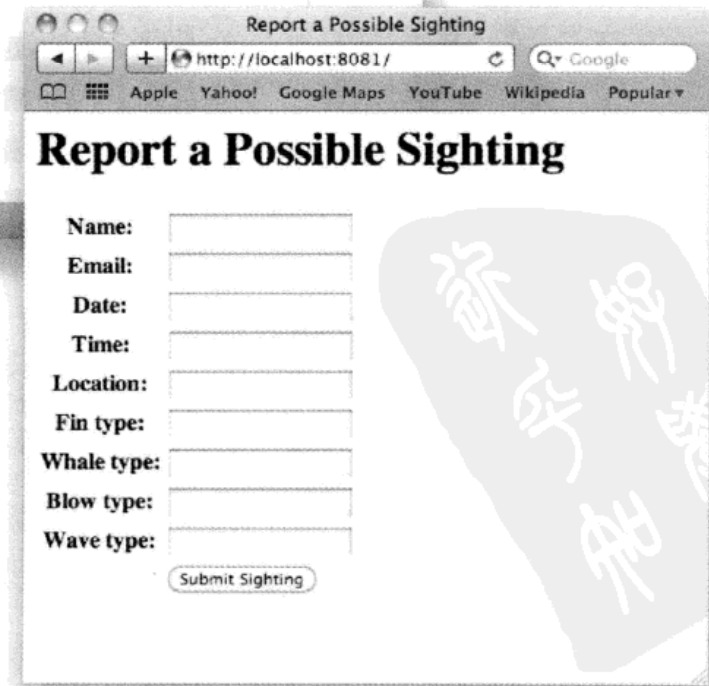 Report a Possible Sighting
+ http://localhost:8081/ Google
Apple Yahoo! Google Maps YouTube Wikipedia Popular ▾
Report a Possible Sighting
Name:
Email:
Date:
Time:
Location:
Fin type:
Whale type:
Blow type:
Wave type:
Submit Sighting